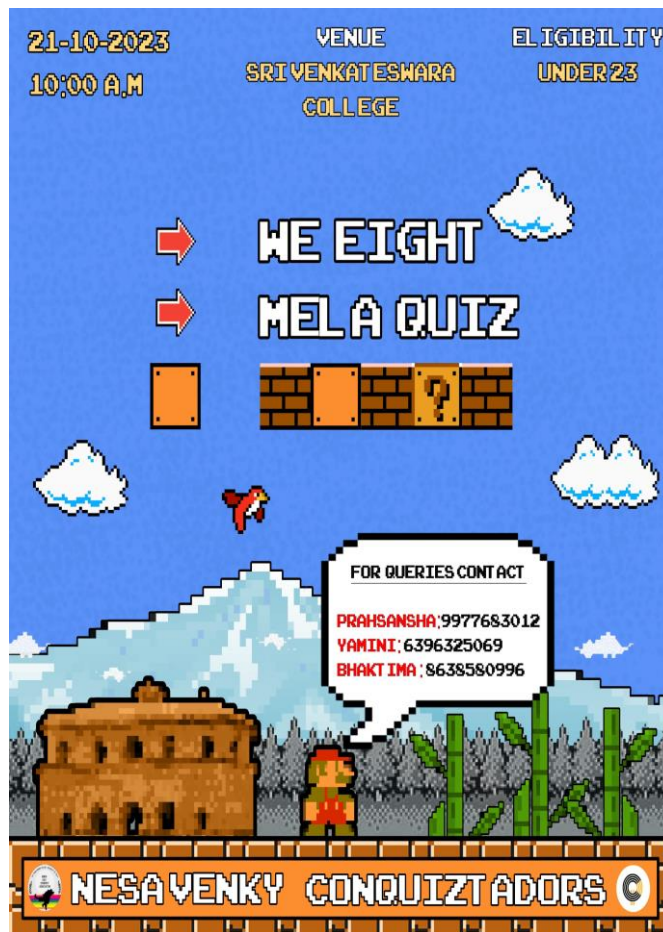 21-10-2023
10:00 A.M
VENUE
SRI VENKATESWARA
COLLEGE
ELIGIBILITY
UNDER 23
WE EIGHT
MELA QUIZ
?
FOR QUERIES CONTACT
PRAHSANSHA:9977683012
YAMINI:6396325069
BHAKTIMA:8638580996
NESA VENKY CONQUIZTADORS